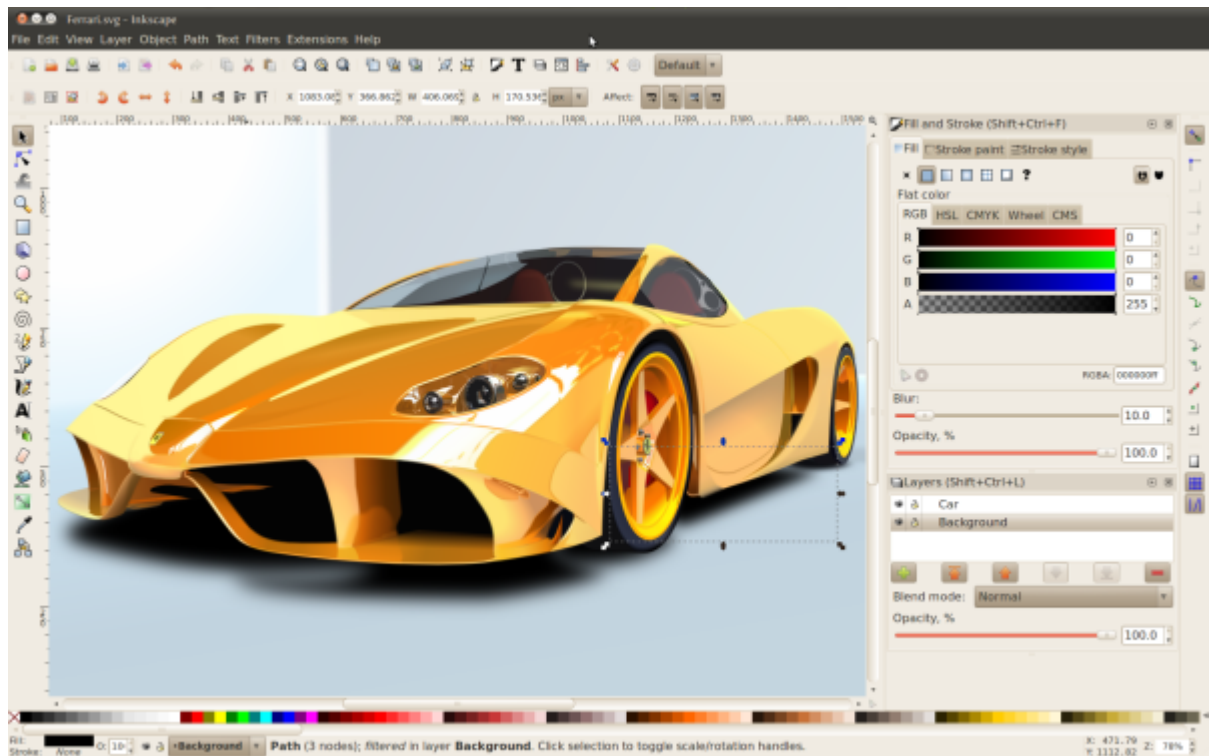 Ferrari.svg - Inkscape
File Edit View Layer Object Path Text Filters Extensions Help
Default
X 1083.08 Y 366.862 W 406.069 H 170.536 px Affect:
Fill and Stroke (Shift+Ctrl+F)
Fill Stroke paint Stroke style
?
Flat color
RGB HSL CMYK Wheel CMS
R 0
G 0
B 0
A 255
RGBA: 000000ff
Blur:
10.0
Opacity, %
100.0
Layers (Shift+Ctrl+L)
Car
Background
Blend mode: Normal
Opacity, %
100.0
Fill:
Stroke: None
O: 10
•Background
Path (3 nodes); filtered in layer Background. Click selection to toggle scale/rotation handles.
X: 471.79
Y: 1112.82
Z: 78%